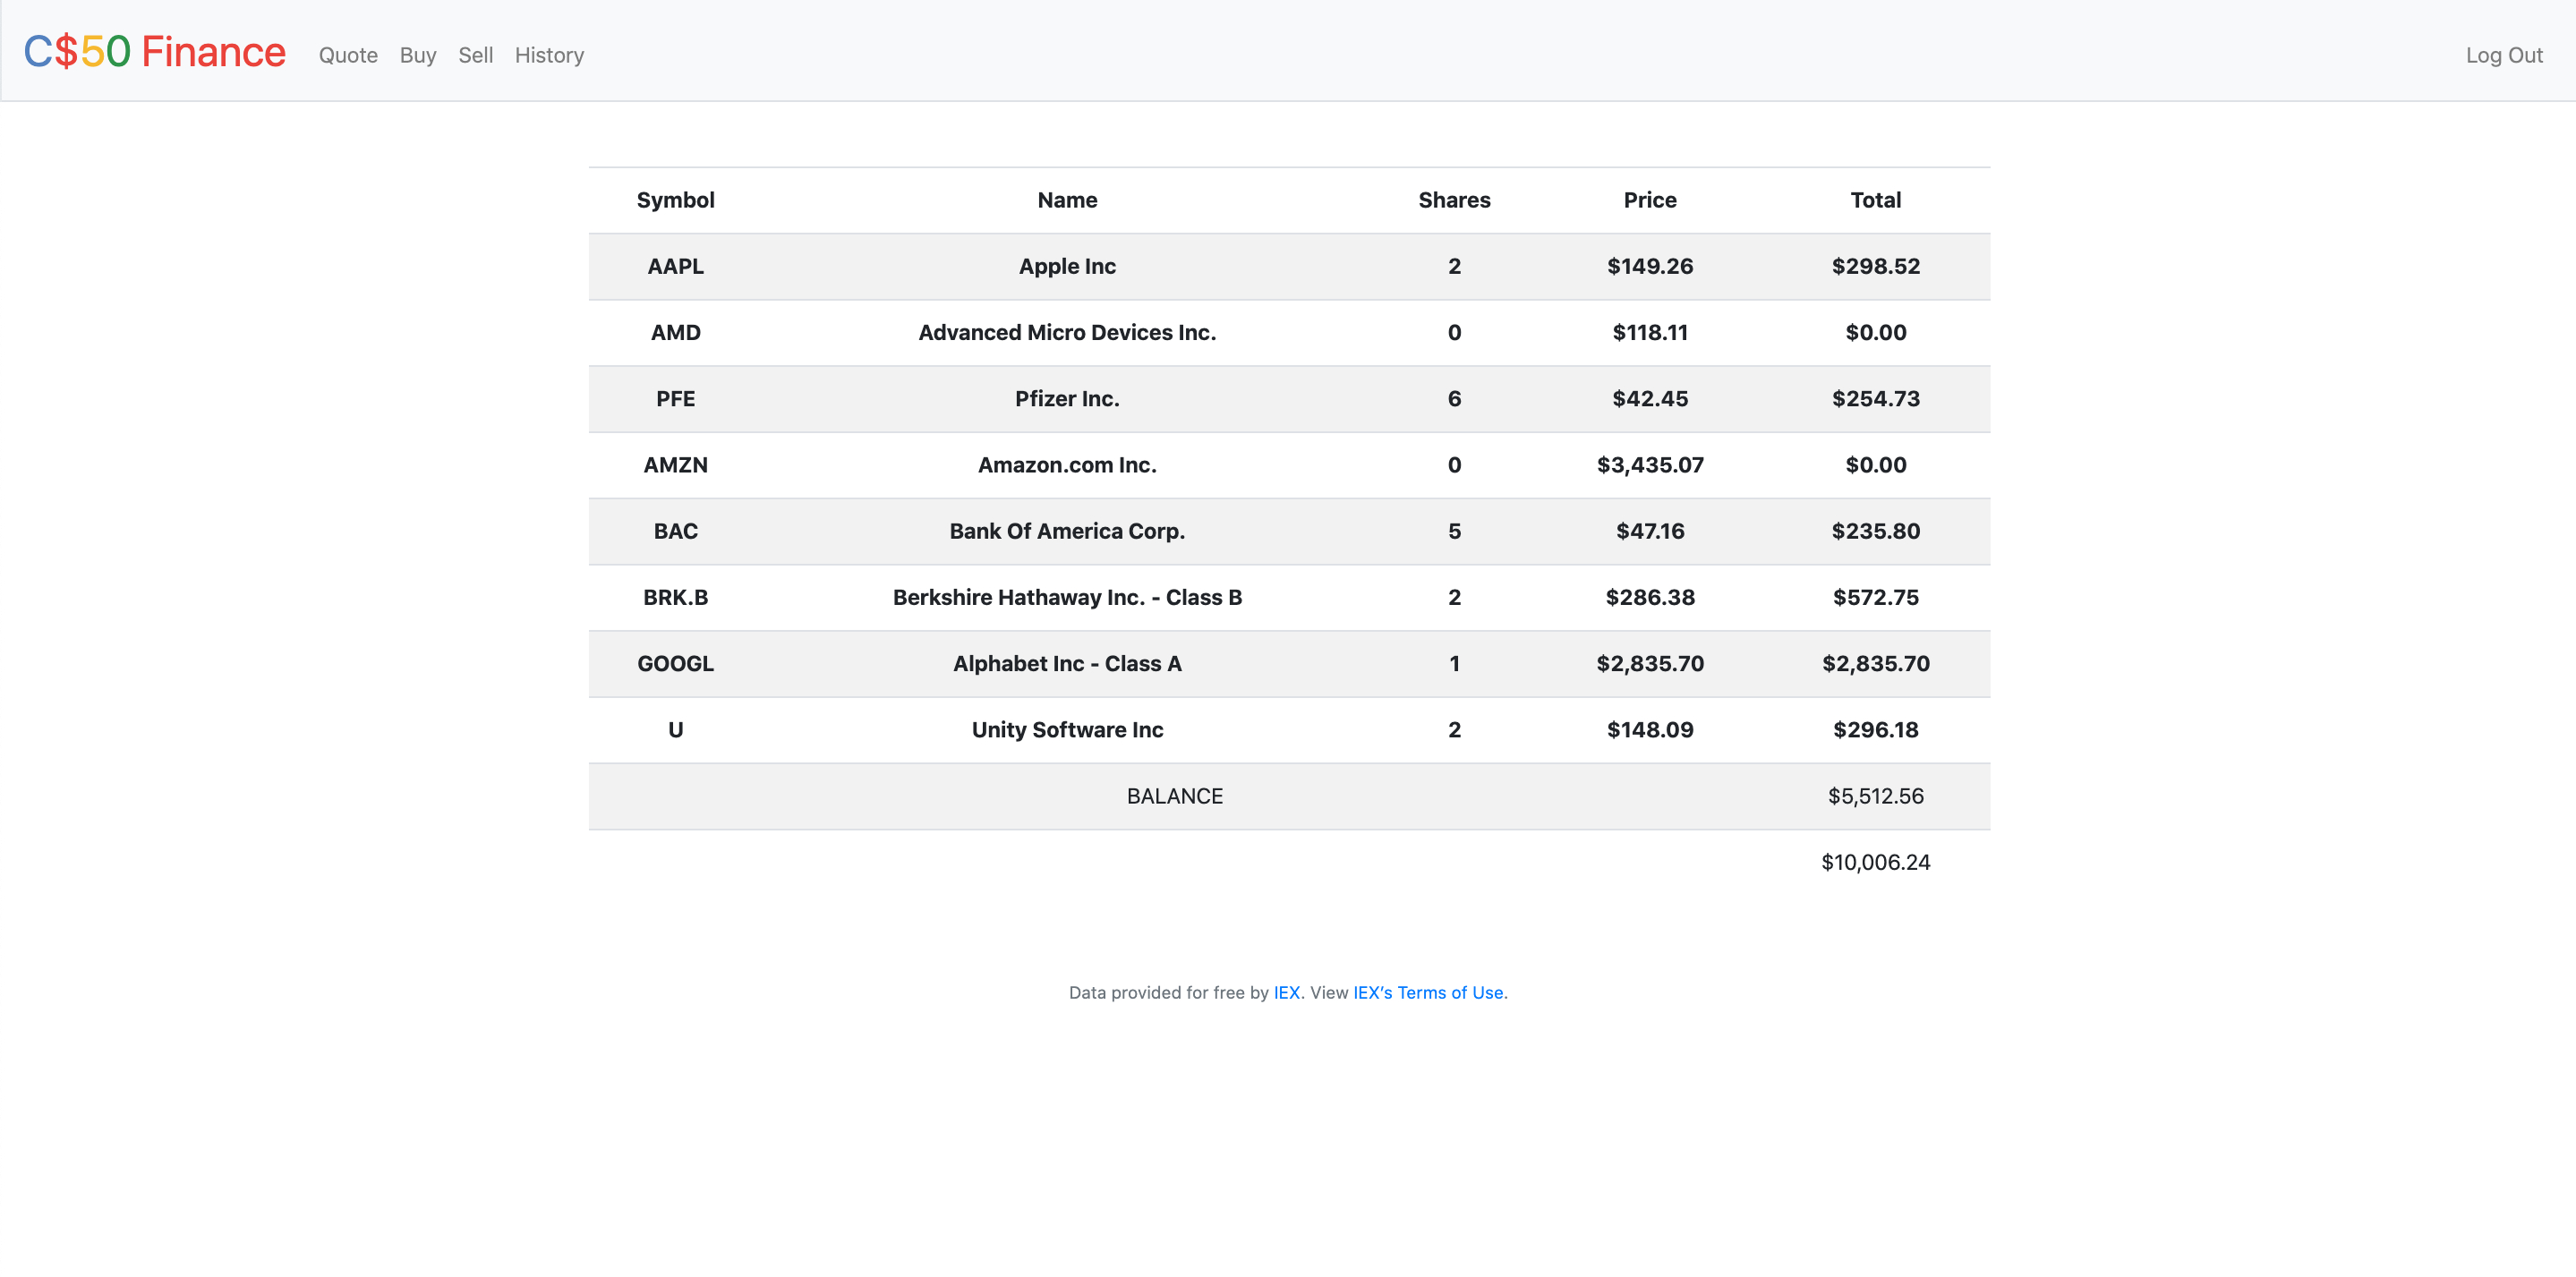 C$50 Finance Quote Buy Sell History Log Out
Symbol Name Shares Price Total
AAPL Apple Inc 2 $149.26 $298.52
AMD Advanced Micro Devices Inc. 0 $118.11 $0.00
PFE Pfizer Inc. 6 $42.45 $254.73
AMZN Amazon.com Inc. 0 $3,435.07 $0.00
BAC Bank Of America Corp. 5 $47.16 $235.80
BRK.B Berkshire Hathaway Inc. - Class B 2 $286.38 $572.75
GOOGL Alphabet Inc - Class A 1 $2,835.70 $2,835.70
U Unity Software Inc 2 $148.09 $296.18
BALANCE $5,512.56
$10,006.24
Data provided for free by IEX. View IEX’s Terms of Use.